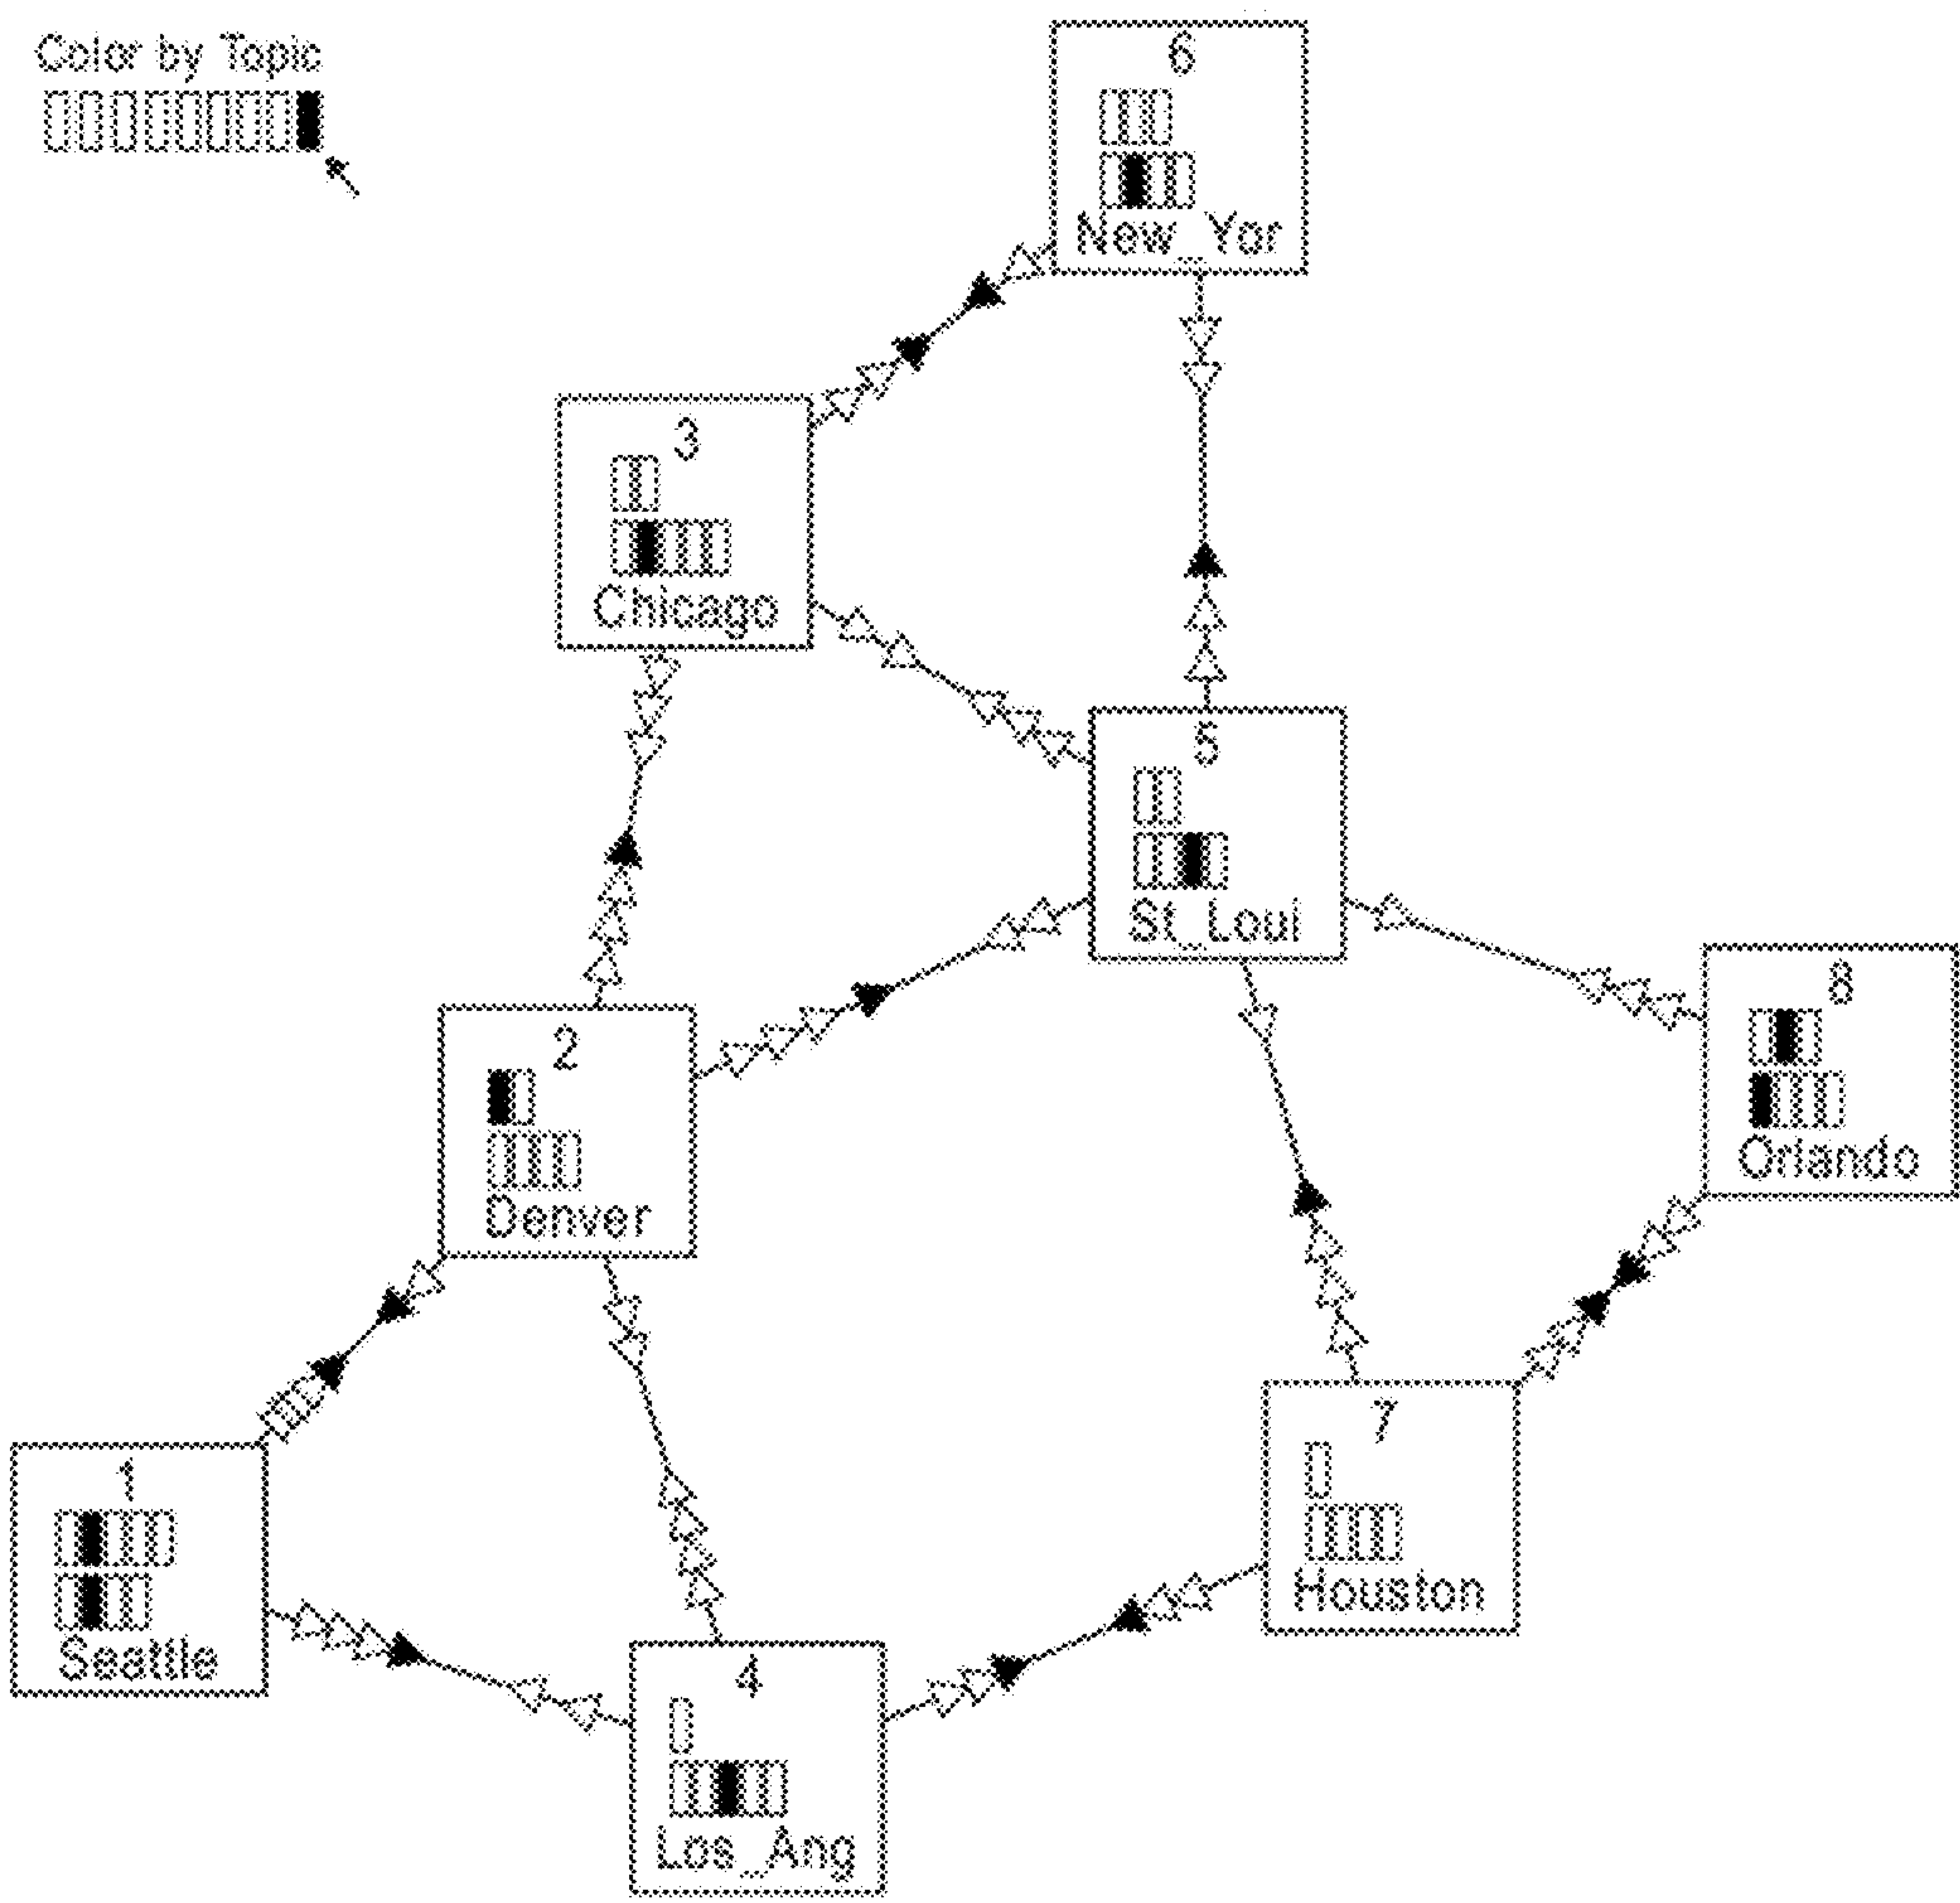 Color by Topic
6
New_Yor
3
Chicago
5
St_Loui
8
Orlando
2
Denver
7
Houston
1
Seattle
4
Los_Ang